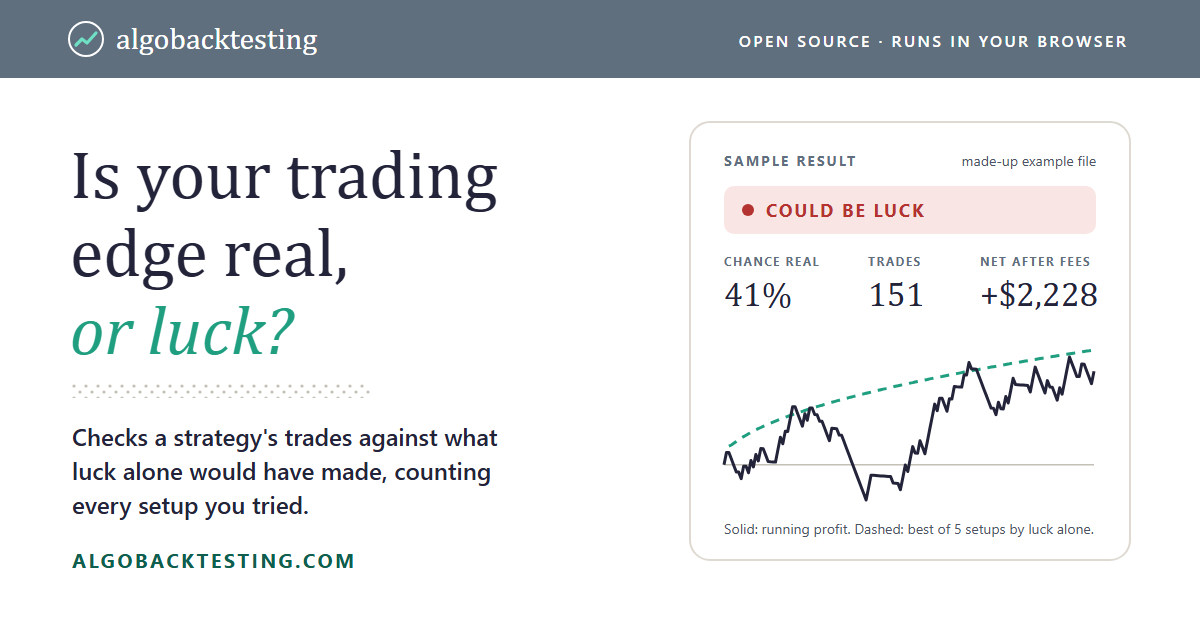 algobacktesting
OPEN SOURCE · RUNS IN YOUR BROWSER
Is your trading
edge real,
or luck?
Checks a strategy's trades against what
luck alone would have made, counting
every setup you tried.
ALGOBACKTESTING.COM
SAMPLE RESULT
made-up example file
COULD BE LUCK
CHANCE REAL
TRADES
NET AFTER FEES
41%
151
+$2,228
Solid: running profit. Dashed: best of 5 setups by luck alone.